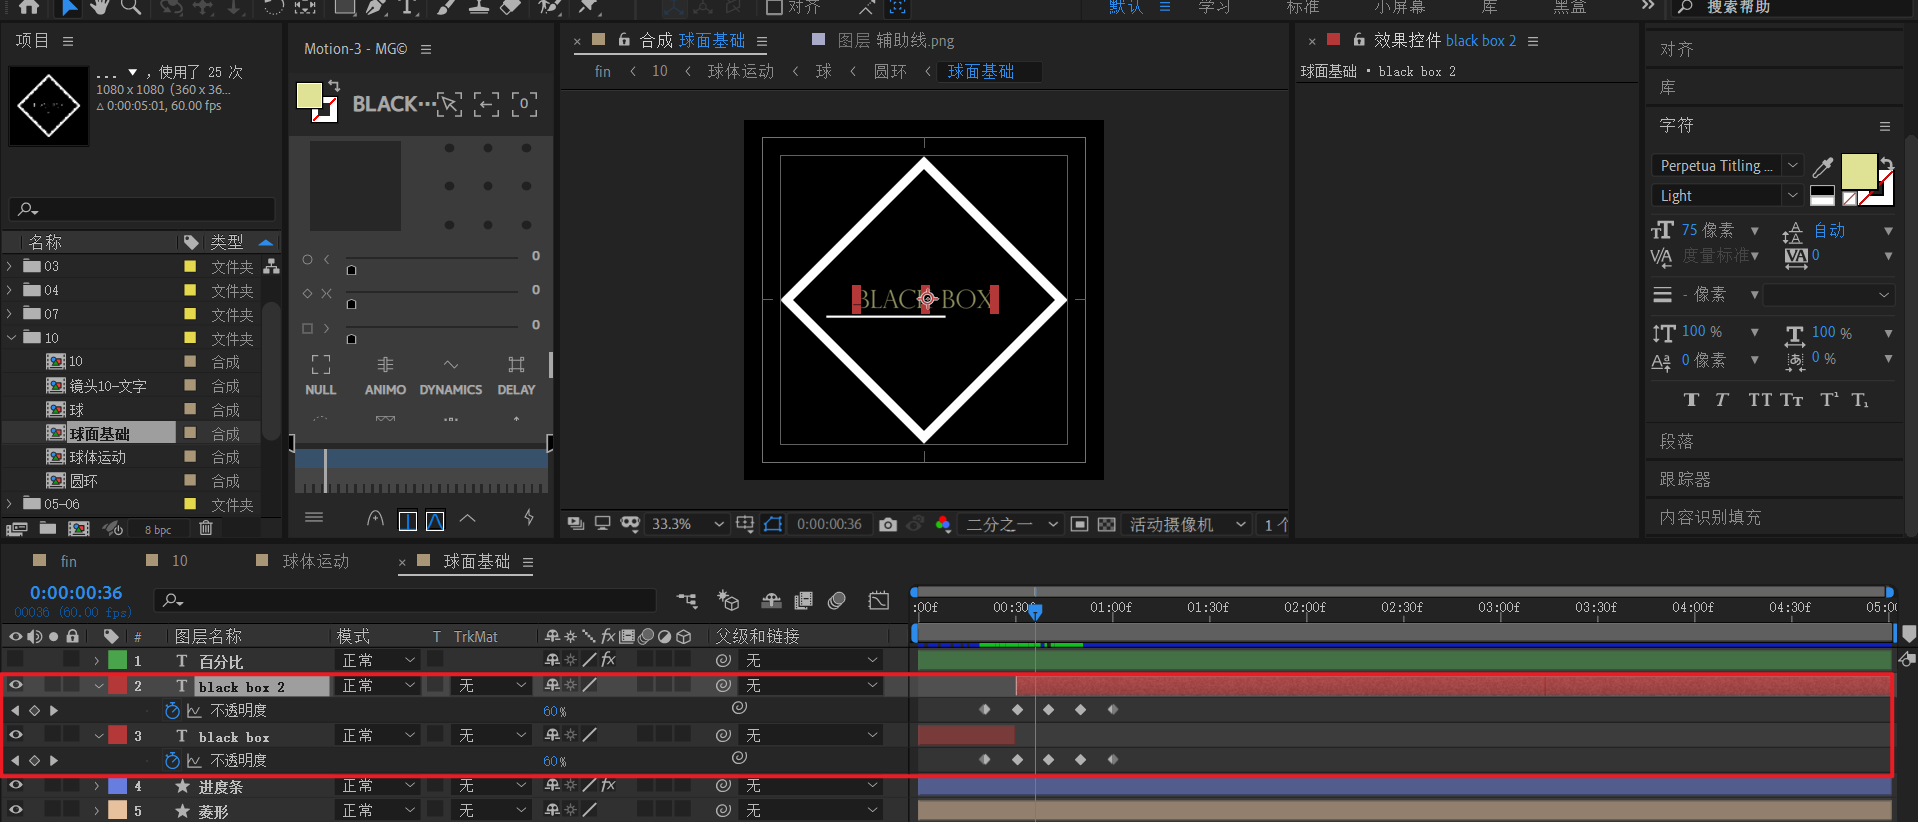 对齐
默认
学习
标准
小屏幕
库
黑盒
搜索帮助
项目
... ▼ ，使用了 25 次
1080 x 1080 (360 x 36...
△ 0:00:05:01, 60.00 fps
名称 类型
03 文件夹
04 文件夹
07 文件夹
10 文件夹
10 合成
镜头10-文字 合成
球 合成
球面基础 合成
球体运动 合成
圆环 合成
05-06 文件夹
8 bpc
Motion-3 - MG©
BLACK···
0
0
0
0
NULL ANIMO DYNAMICS DELAY
× 合成 球面基础
图层 辅助线.png
fin ‹ 10 ‹ 球体运动 ‹ 球 ‹ 圆环 ‹ 球面基础
BLACK BOX
33.3%
0:00:00:36
二分之一
活动摄像机
1 个
× 效果控件 black box 2
球面基础 · black box 2
对齐
库
字符
Perpetua Titling ...
Light
75 像素
自动
度量标准
0
- 像素
100 %
100 %
0 像素
0 %
T T TT Tт T¹ T₁
段落
跟踪器
内容识别填充
fin
10
球体运动
× 球面基础
0:00:00:36
00036 (60.00 fps)
# 图层名称 模式 T TrkMat fx 父级和链接
:00f 00:30f 01:00f 01:30f 02:00f 02:30f 03:00f 03:30f 04:00f 04:30f 05:00
1 T 百分比 正常 fx 无
2 T black box 2 正常 无 无
不透明度 60%
3 T black box 正常 无 无
不透明度 60%
4 ★ 进度条 正常 无 fx 无
5 ★ 菱形 正常 无 无